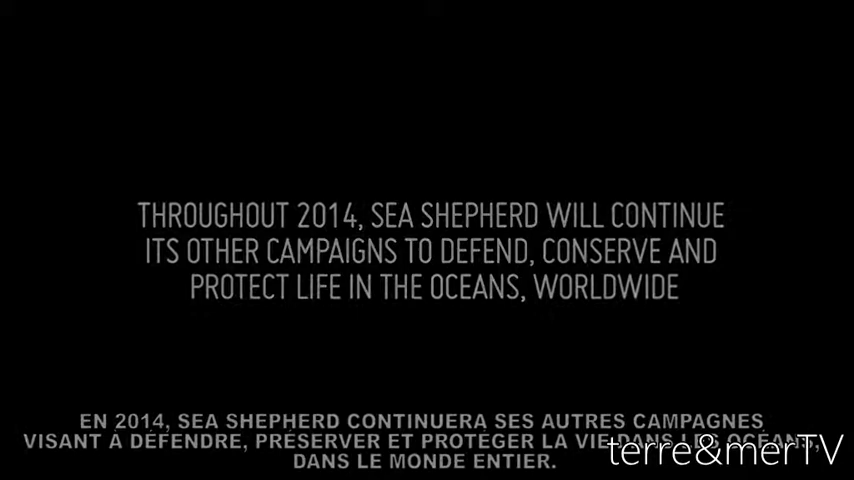 THROUGHOUT 2014, SEA SHEPHERD WILL CONTINUE
ITS OTHER CAMPAIGNS TO DEFEND, CONSERVE AND
PROTECT LIFE IN THE OCEANS, WORLDWIDE
EN 2014, SEA SHEPHERD CONTINUERA SES AUTRES CAMPAGNES
VISANT À DÉFENDRE, PRÉSERVER ET PROTÉGER LA VIE DANS LES OCÉANS,
DANS LE MONDE ENTIER.
terre&merTV